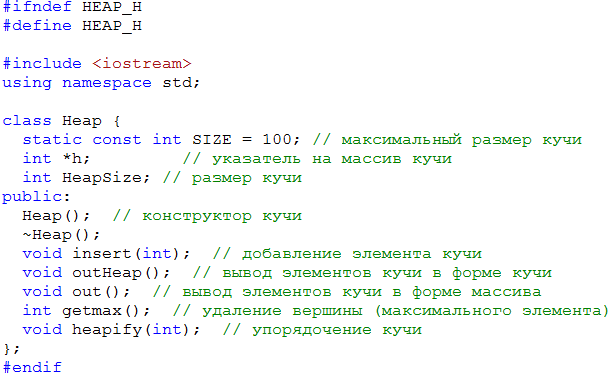 #ifndef HEAP_H
#define HEAP_H

#include <iostream>
using namespace std;

class Heap {
  static const int SIZE = 100; // максимальный размер кучи
  int *h;         // указатель на массив кучи
  int HeapSize; // размер кучи
public:
  Heap();  // конструктор кучи
  ~Heap();
  void insert(int);  // добавление элемента кучи
  void outHeap();  // вывод элементов кучи в форме кучи
  void out();  // вывод элементов кучи в форме массива
  int getmax();  // удаление вершины (максимального элемента)
  void heapify(int);  // упорядочение кучи
};
#endif